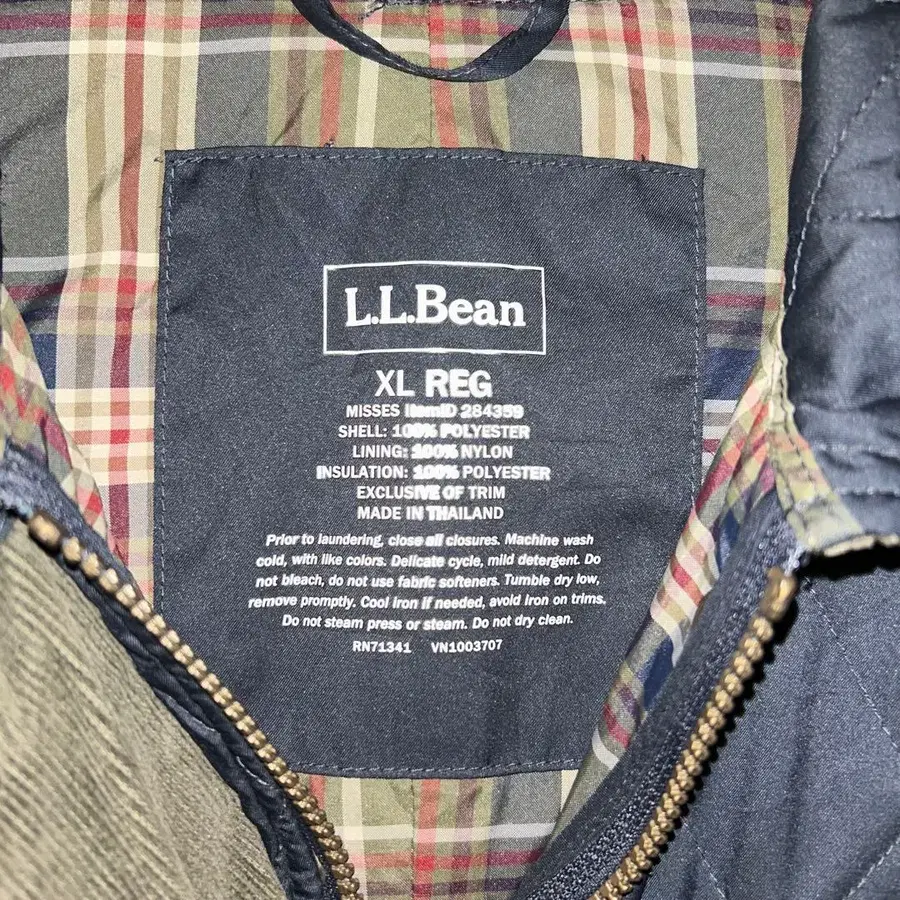 L.L.Bean
XL REG
MISSES ItemID 284359
SHELL: 100% POLYESTER
LINING: 100% NYLON
INSULATION: 100% POLYESTER
EXCLUSIVE OF TRIM
MADE IN THAILAND
Prior to laundering, close all closures. Machine wash
cold, with like colors. Delicate cycle, mild detergent. Do
not bleach, do not use fabric softeners. Tumble dry low,
remove promptly. Cool iron if needed, avoid iron on trims.
Do not steam press or steam. Do not dry clean.
RN71341 VN1003707